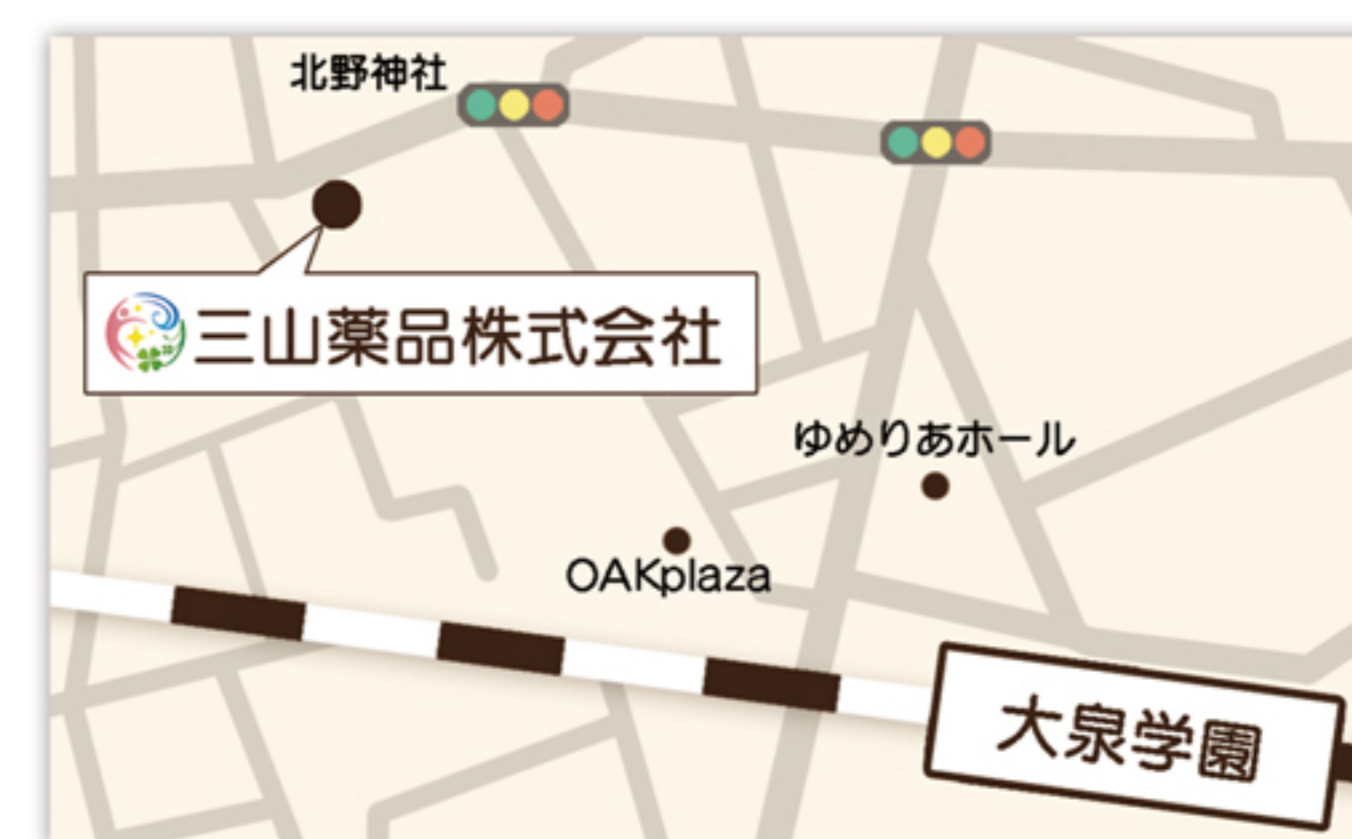 北野神社
三山薬品株式会社
ゆめりあホール
OAKplaza
大泉学園